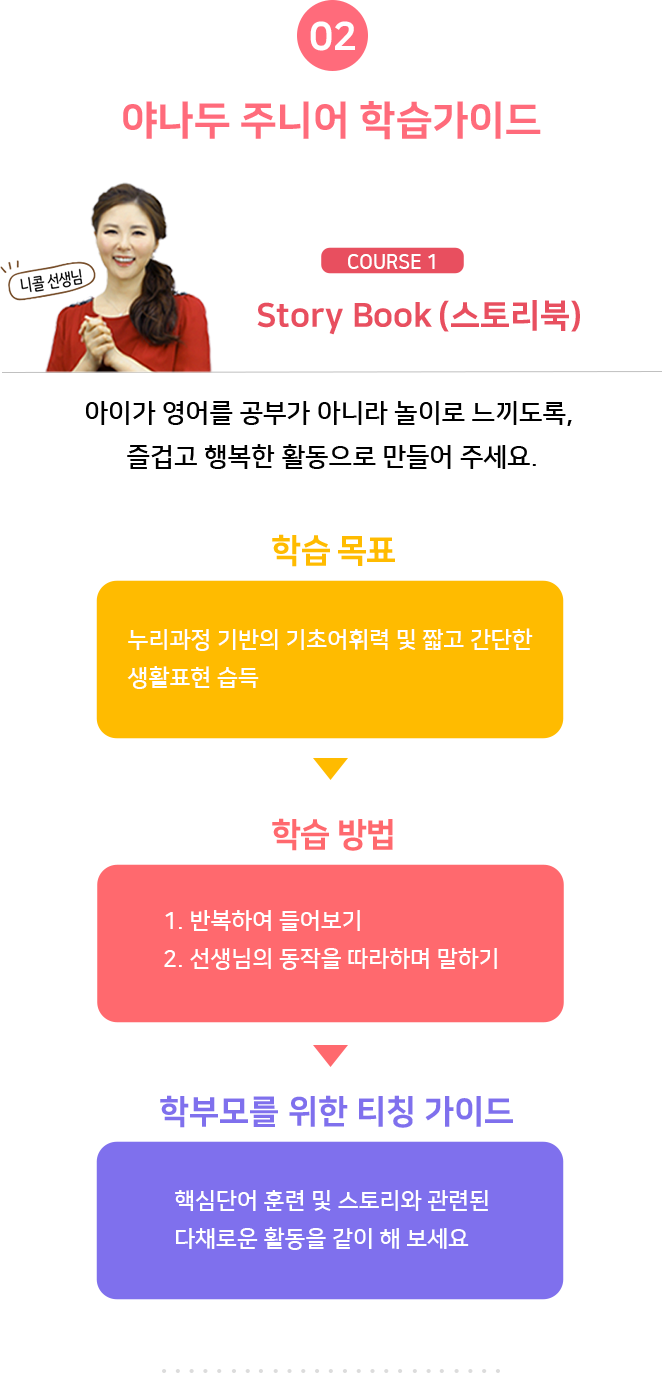 02
야나두 주니어 학습가이드
니콜 선생님
COURSE 1
Story Book (스토리북)
아이가 영어를 공부가 아니라 놀이로 느끼도록,
즐겁고 행복한 활동으로 만들어 주세요.
학습 목표
누리과정 기반의 기초어휘력 및 짧고 간단한
생활표현 습득
학습 방법
1. 반복하여 들어보기
2. 선생님의 동작을 따라하며 말하기
학부모를 위한 티칭 가이드
핵심단어 훈련 및 스토리와 관련된
다채로운 활동을 같이 해 보세요